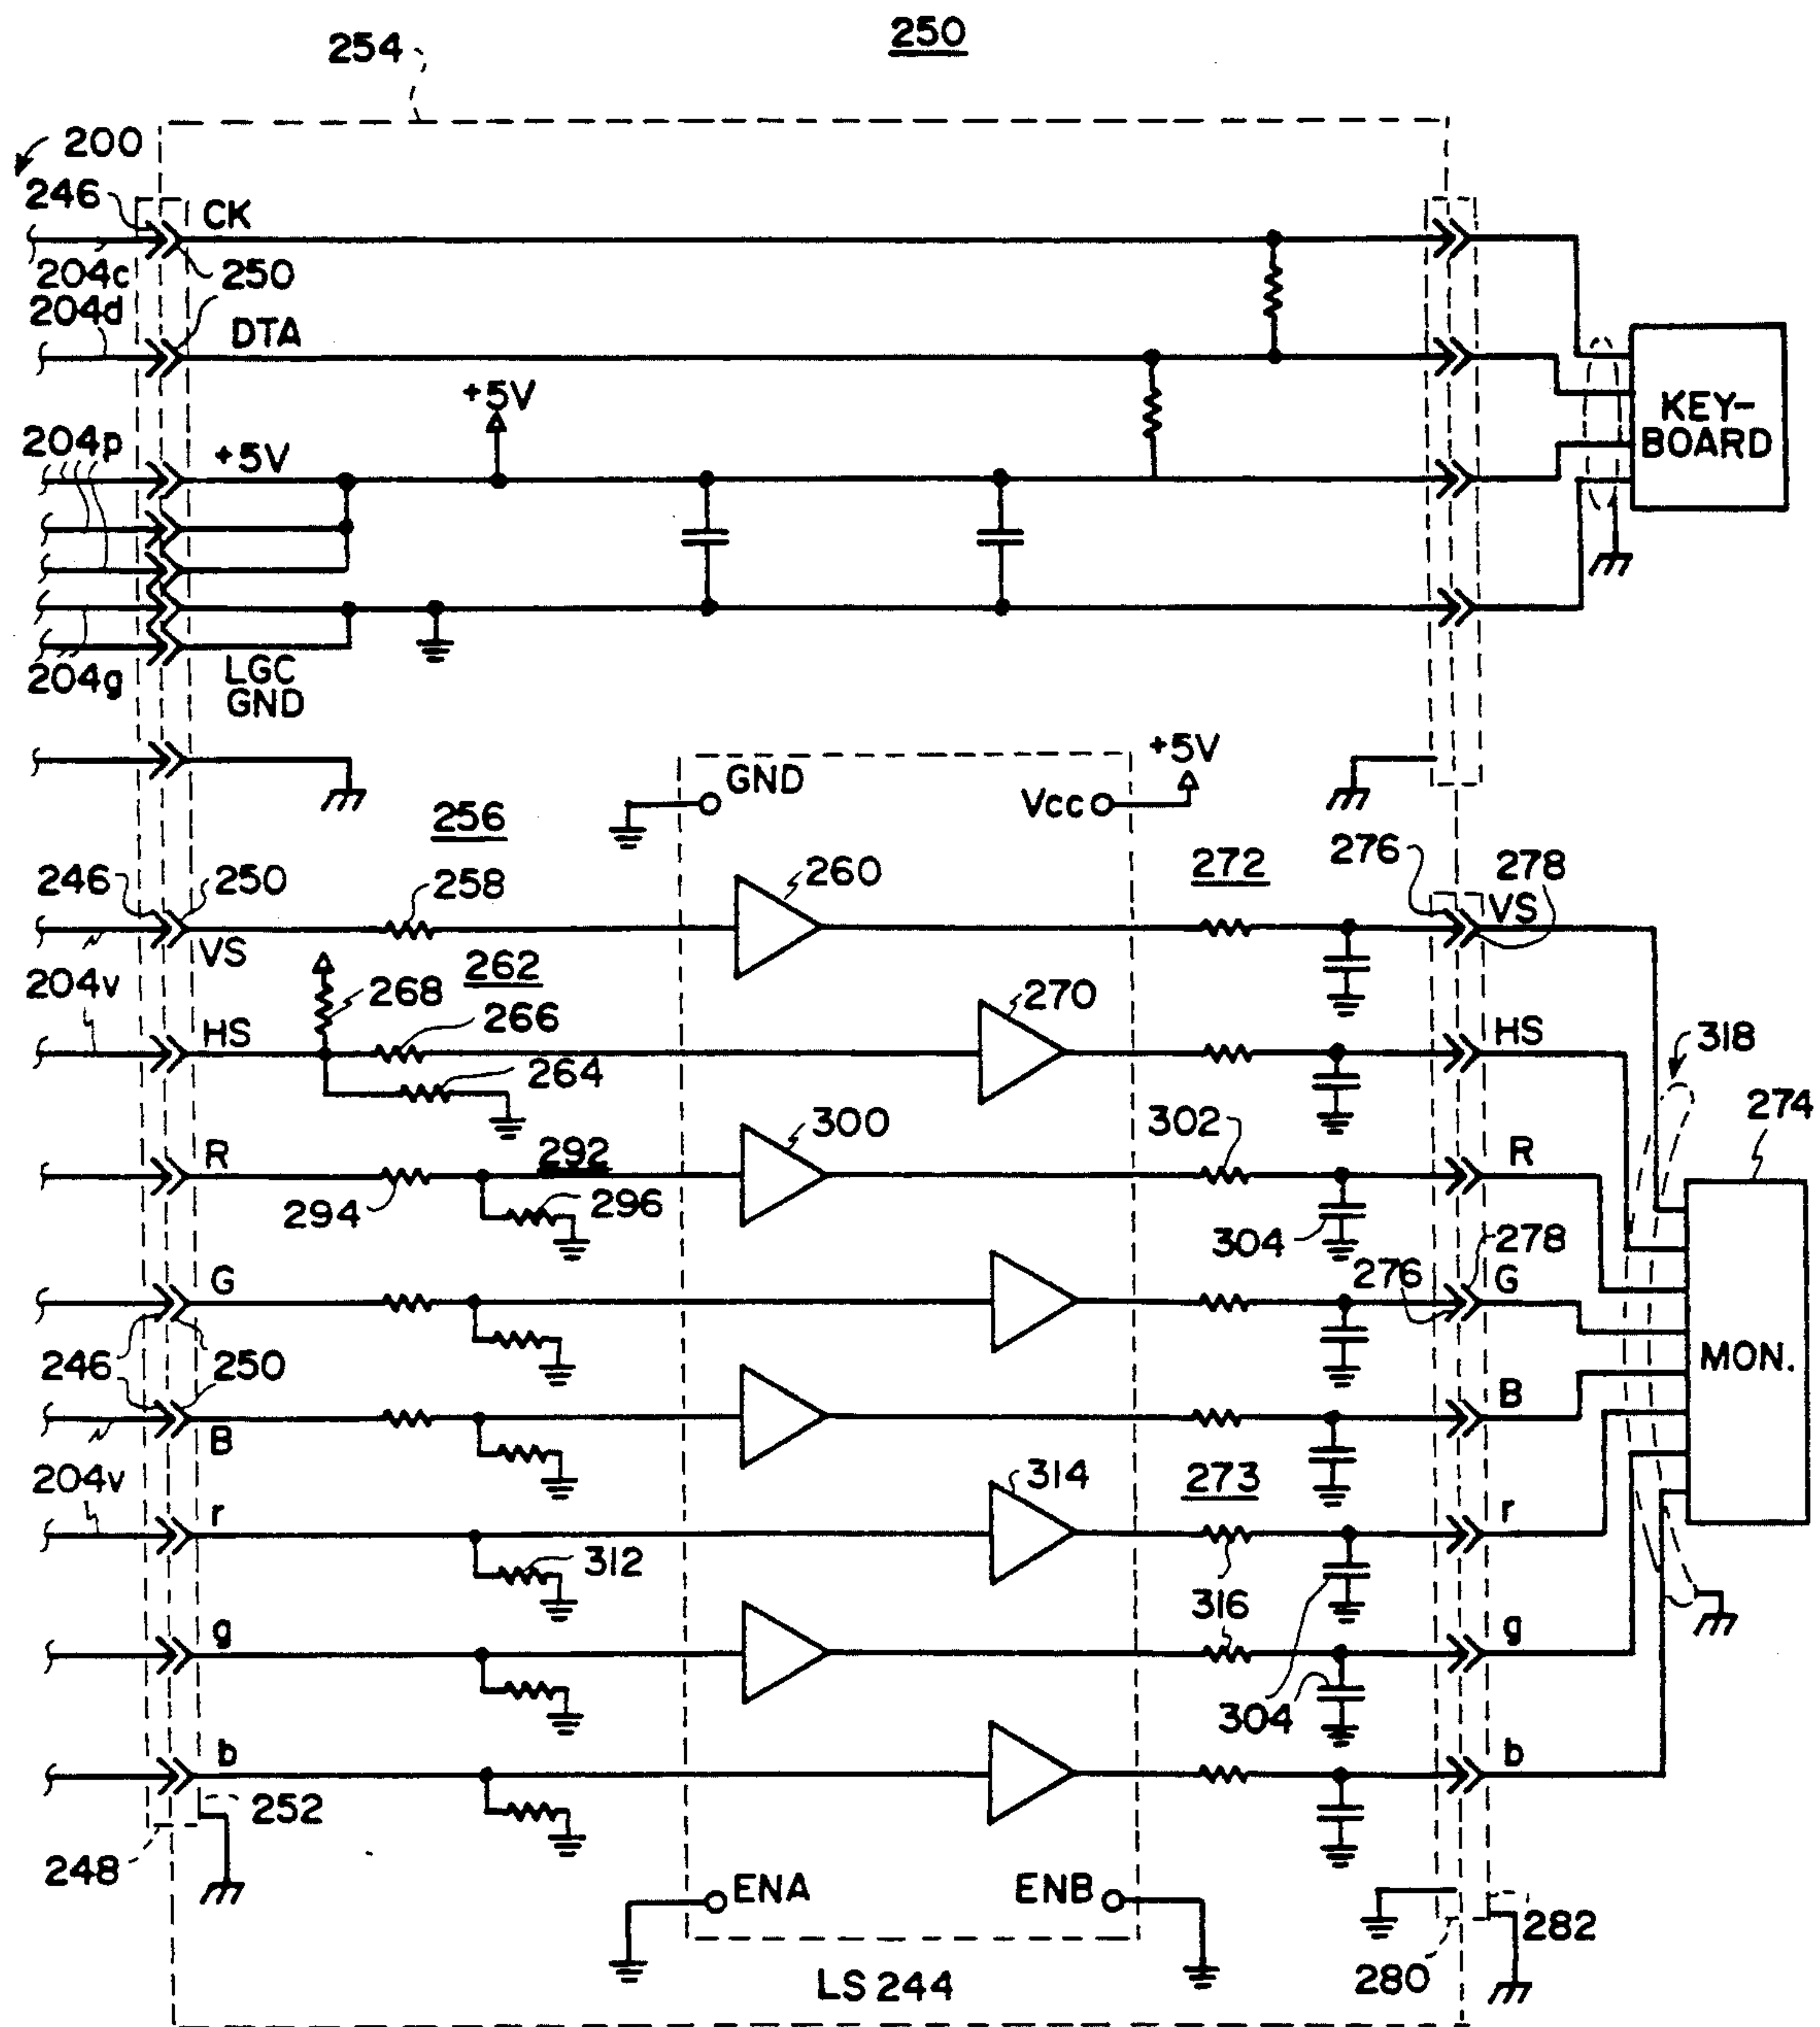 250
254
200
246
CK
204c
250
204d
DTA
+5V
204p
+5V
KEY-
BOARD
204g
LGC
GND
GND
+5V
Vcc
256
272
276
278
246
250
258
260
VS
VS
262
204v
268
270
HS
266
HS
318
264
274
300
302
R
292
R
294
296
304
278
G
276
G
246
250
MON.
B
B
314
273
204v
r
r
312
316
g
g
304
b
b
252
248
ENA
ENB
282
280
LS 244